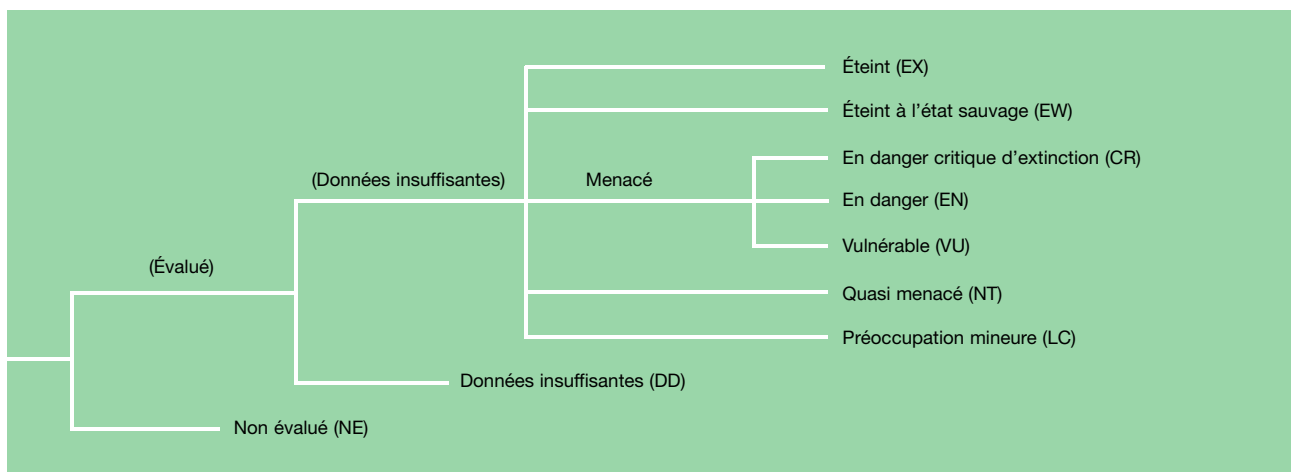 Éteint (EX)
Éteint à l'état sauvage (EW)
En danger critique d'extinction (CR)
(Données insuffisantes)
Menacé
En danger (EN)
Vulnérable (VU)
(Évalué)
Quasi menacé (NT)
Préoccupation mineure (LC)
Données insuffisantes (DD)
Non évalué (NE)